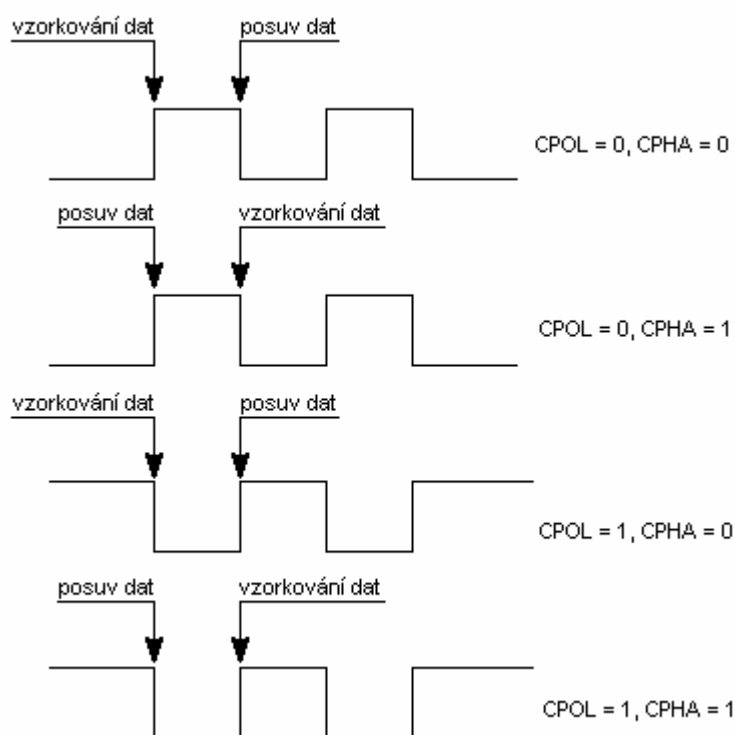 vzorkování dat posuv dat
CPOL = 0, CPHA = 0
posuv dat vzorkování dat
CPOL = 0, CPHA = 1
vzorkování dat posuv dat
CPOL = 1, CPHA = 0
posuv dat vzorkování dat
CPOL = 1, CPHA = 1